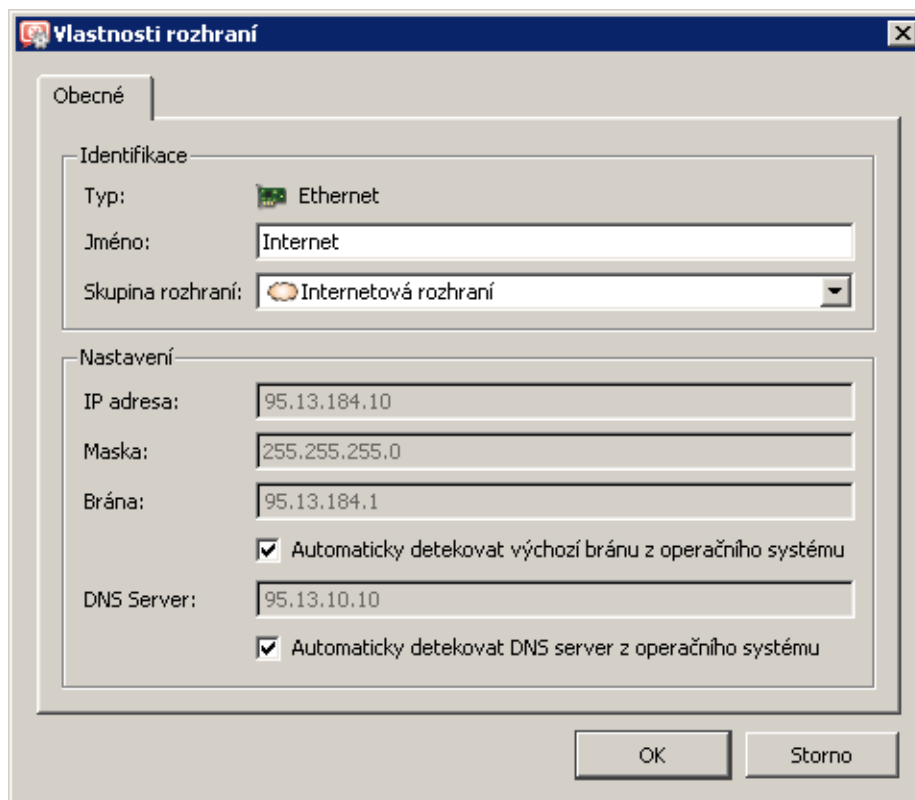 Vlastnosti rozhraní
Obecné
Identifikace
Typ: Ethernet
Jméno: Internet
Skupina rozhraní: Internetová rozhraní
Nastavení
IP adresa: 95.13.184.10
Maska: 255.255.255.0
Brána: 95.13.184.1
Automaticky detekovat výchozí bránu z operačního systému
DNS Server: 95.13.10.10
Automaticky detekovat DNS server z operačního systému
OK Storno